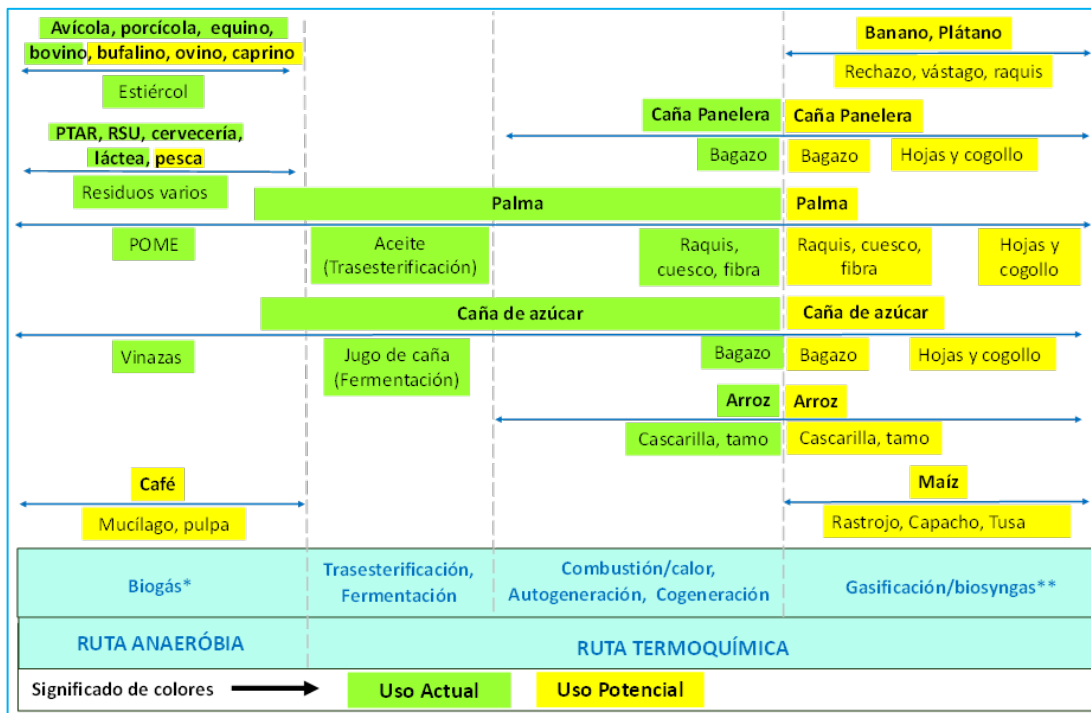 Avícola, porcícola, equino,
bovino, bufalino, ovino, caprino
Estiércol
Banano, Plátano
Rechazo, vástago, raquis
PTAR, RSU, cervecería,
láctea, pesca
Residuos varios
Caña Panelera
Bagazo
Caña Panelera
Bagazo
Hojas y cogollo
Palma
Palma
POME
Aceite
(Trasesterificación)
Raquis,
cuesco, fibra
Raquis, cuesco,
fibra
Hojas y
cogollo
Caña de azúcar
Caña de azúcar
Vinazas
Jugo de caña
(Fermentación)
Bagazo
Bagazo
Hojas y cogollo
Arroz
Arroz
Cascarilla, tamo
Cascarilla, tamo
Café
Mucílago, pulpa
Maíz
Rastrojo, Capacho, Tusa
Biogás*
Trasesterificación,
Fermentación
Combustión/calor,
Autogeneración, Cogeneración
Gasificación/biosyngas**
RUTA ANAERÓBIA
RUTA TERMOQUÍMICA
Significado de colores
Uso Actual
Uso Potencial